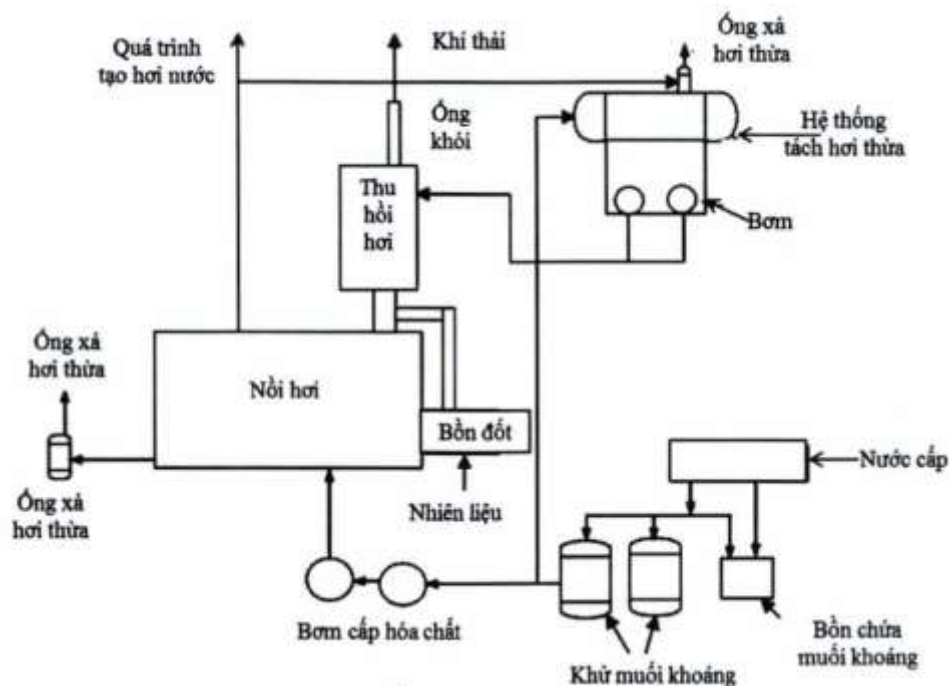 Quá trình
tạo hơi nước
Khí thải
Ống xả
hơi thừa
Ống
khói
Hệ thống
tách hơi thừa
Thu
hồi
hơi
Bơm
Ống xả
hơi thừa
Nồi hơi
Bồn đốt
Nước cấp
Ống xả
hơi thừa
Nhiên liệu
Bơm cấp hóa chất
Bồn chứa
muối khoáng
Khử muối khoáng